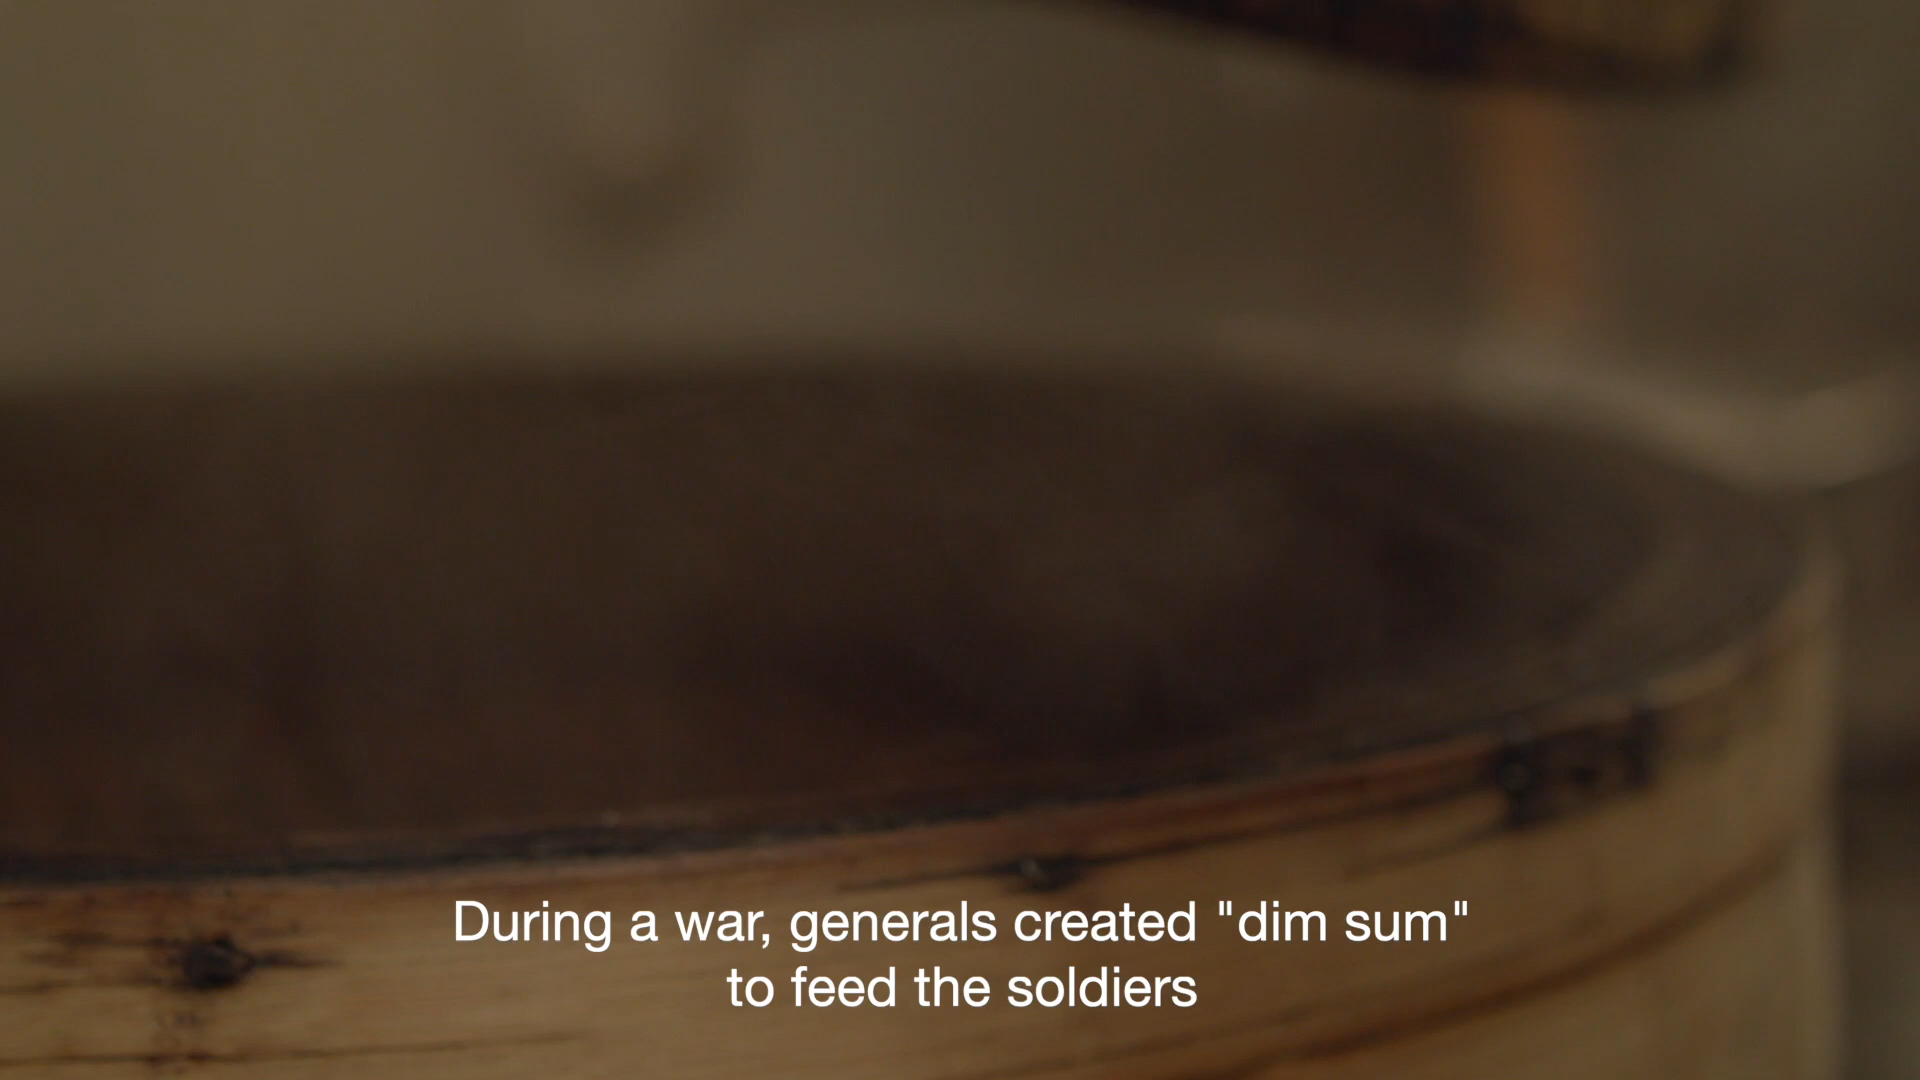 During a war, generals created "dim sum"
to feed the soldiers